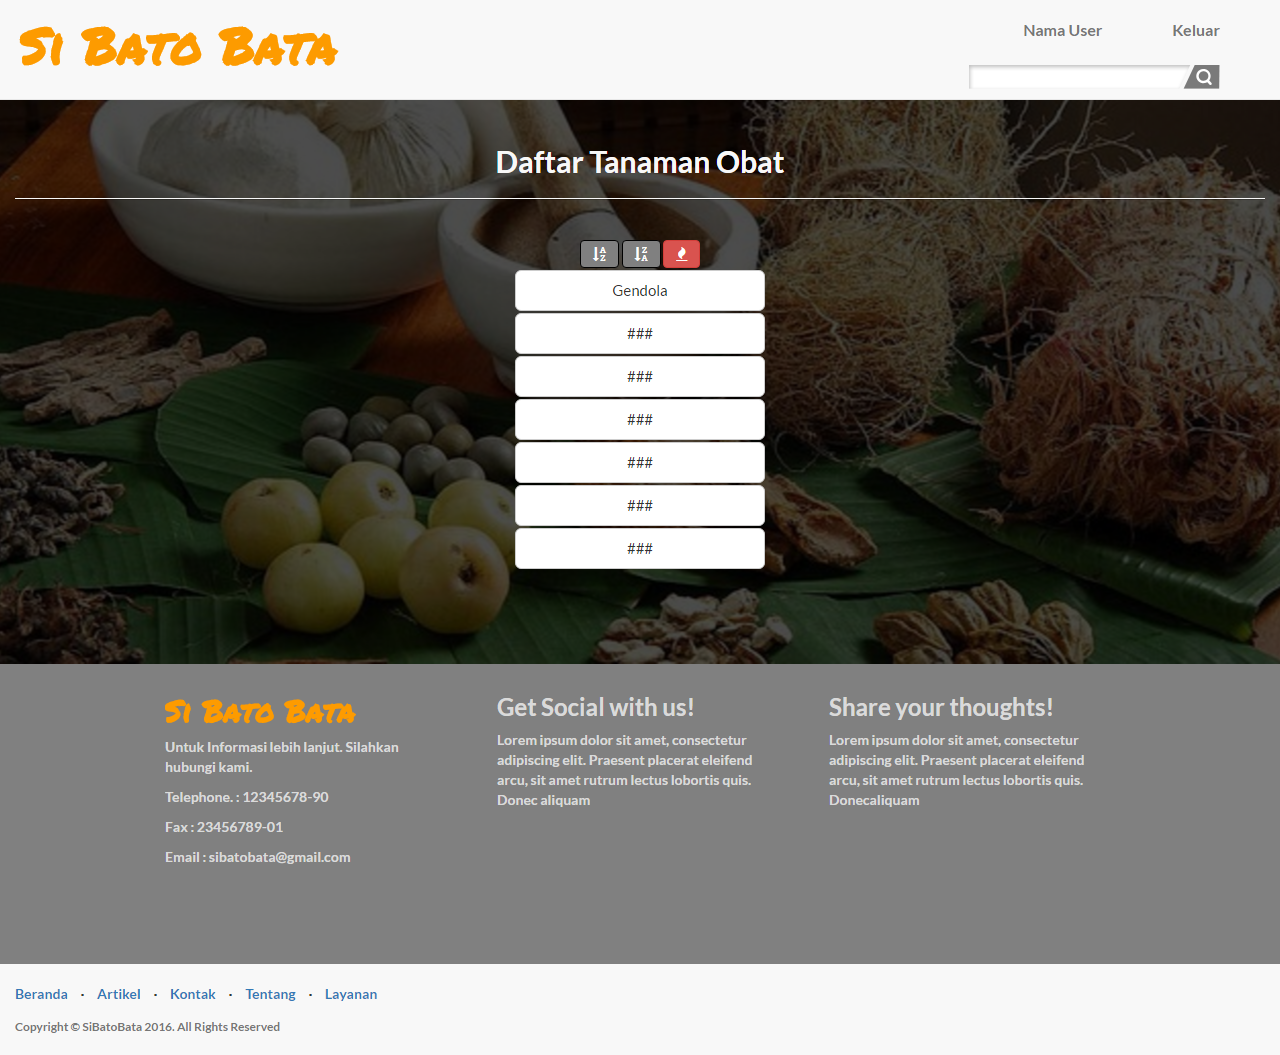 Si Bato Bata
Nama User
Keluar
Daftar Tanaman Obat
A Z
Z A
Gendola
###
###
###
###
###
###
Si Bato Bata
Untuk Informasi lebih lanjut. Silahkan
hubungi kami.
Telephone. : 12345678-90
Fax : 23456789-01
Email : sibatobata@gmail.com
Get Social with us!
Lorem ipsum dolor sit amet, consectetur
adipiscing elit. Praesent placerat eleifend
arcu, sit amet rutrum lectus lobortis quis.
Donec aliquam
Share your thoughts!
Lorem ipsum dolor sit amet, consectetur
adipiscing elit. Praesent placerat eleifend
arcu, sit amet rutrum lectus lobortis quis.
Donecaliquam
Beranda · Artikel · Kontak · Tentang · Layanan
Copyright © SiBatoBata 2016. All Rights Reserved